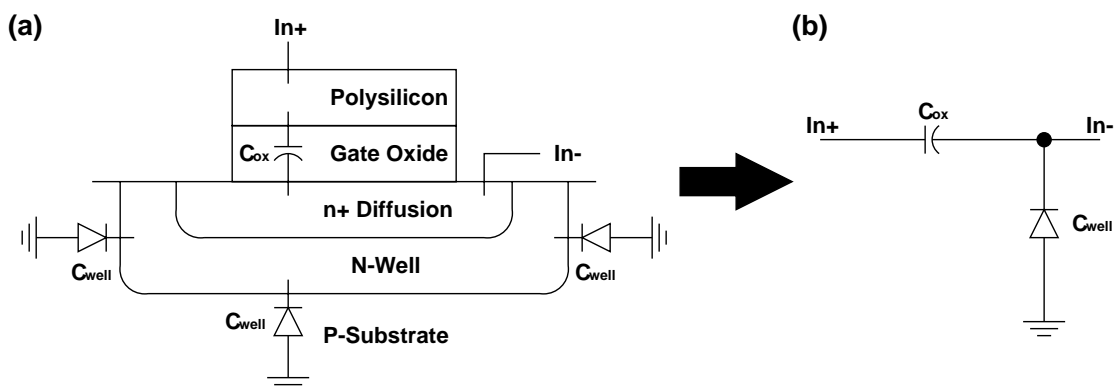 (a)
In+
Polysilicon
Cox
Gate Oxide
In-
n+ Diffusion
Cwell
N-Well
Cwell
Cwell
P-Substrate
(b)
Cox
In+
In-
Cwell